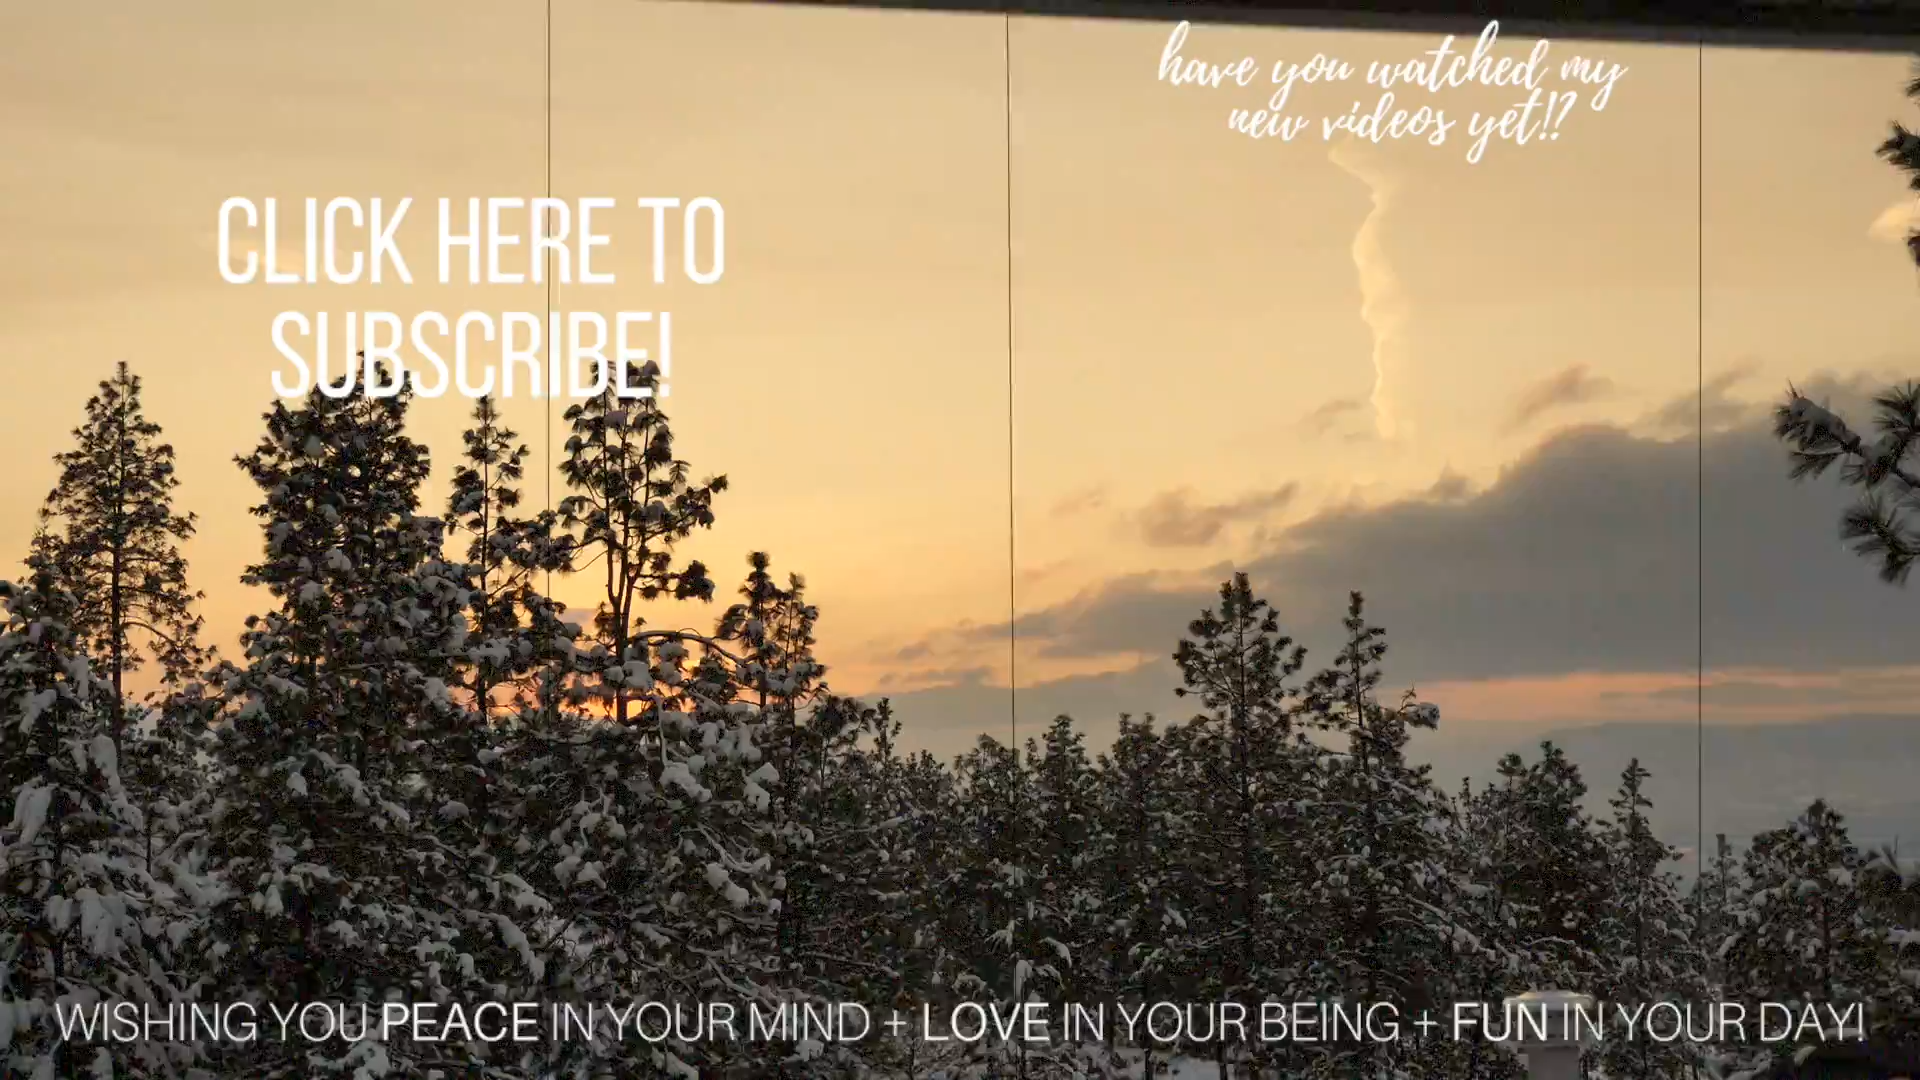 have you watched my
new videos yet!?
CLICK HERE TO
SUBSCRIBE!
WISHING YOU PEACE IN YOUR MIND + LOVE IN YOUR BEING + FUN IN YOUR DAY!